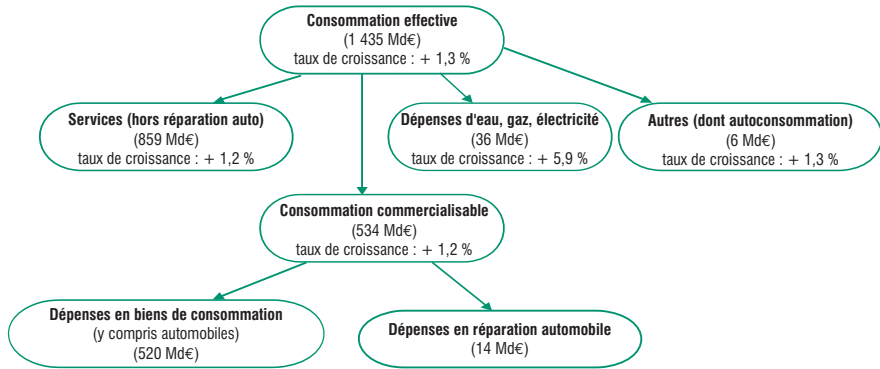 Consommation effective
(1 435 Md€)
taux de croissance : + 1,3 %
Services (hors réparation auto)
(859 Md€)
taux de croissance : + 1,2 %
Dépenses d'eau, gaz, électricité
(36 Md€)
taux de croissance : + 5,9 %
Autres (dont autoconsommation)
(6 Md€)
taux de croissance : + 1,3 %
Consommation commercialisable
(534 Md€)
taux de croissance : + 1,2 %
Dépenses en biens de consommation
(y compris automobiles)
(520 Md€)
Dépenses en réparation automobile
(14 Md€)